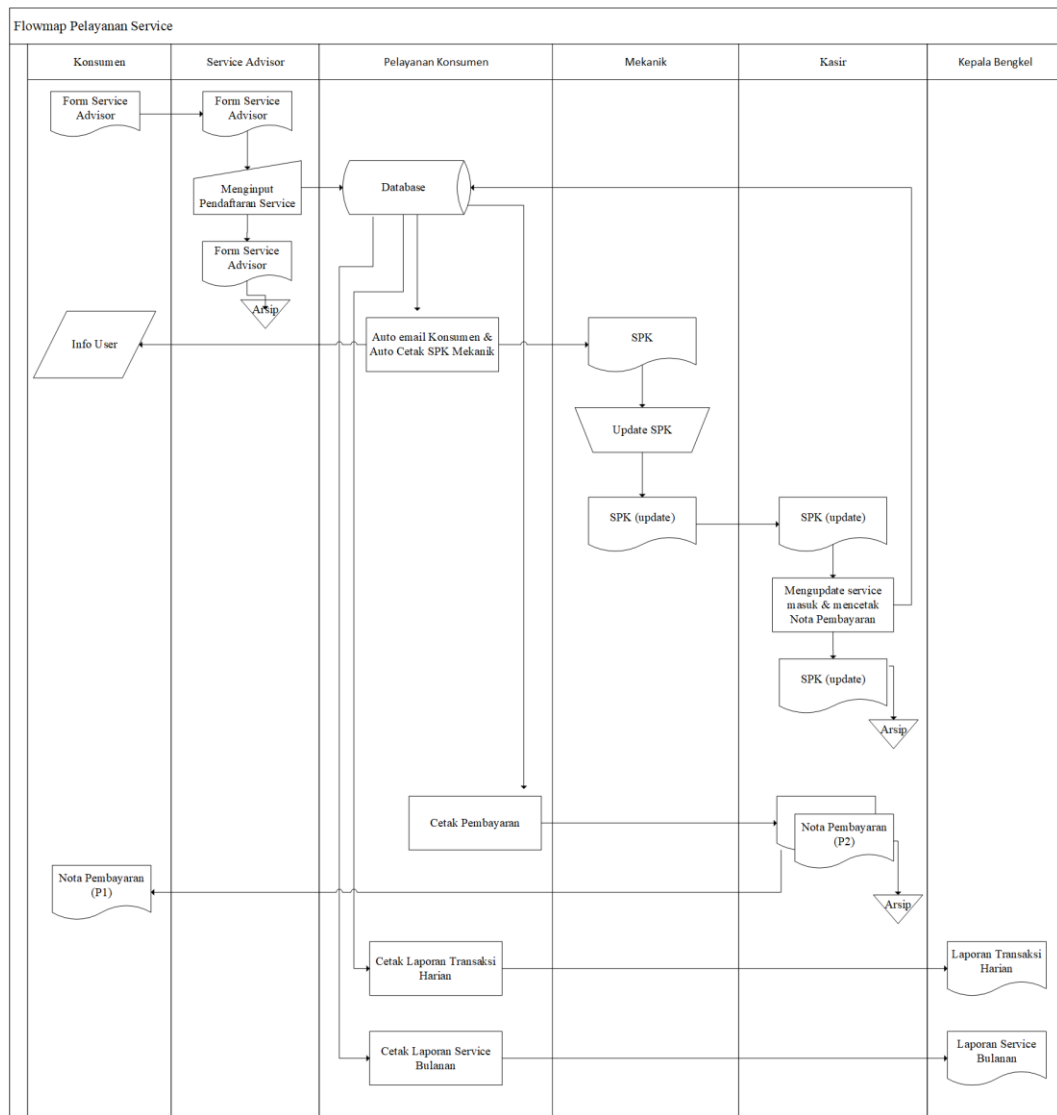 Flowmap Pelayanan Service
Konsumen
Service Advisor
Pelayanan Konsumen
Mekanik
Kasir
Kepala Bengkel
Form Service
Advisor
Form Service
Advisor
Menginput
Pendaftaran Service
Database
Form Service
Advisor
Arsip
Info User
Auto email Konsumen &
Auto Cetak SPK Mekanik
SPK
Update SPK
SPK (update)
SPK (update)
Mengupdate service
masuk & mencetak
Nota Pembayaran
SPK (update)
Arsip
Cetak Pembayaran
Nota Pembayaran
(P2)
Nota Pembayaran
(P1)
Arsip
Cetak Laporan Transaksi
Harian
Laporan Transaksi
Harian
Cetak Laporan Service
Bulanan
Laporan Service
Bulanan